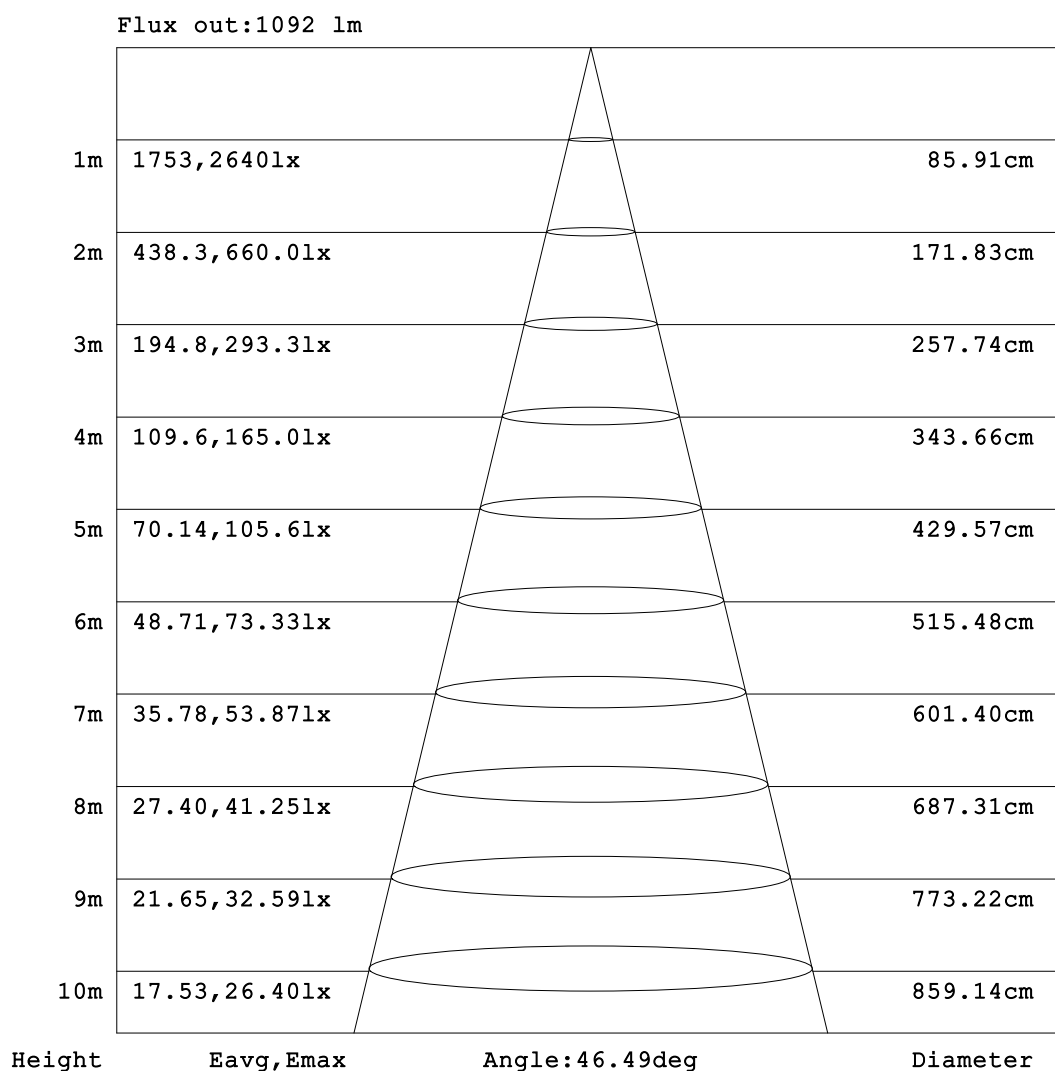 Flux out:1092 lm
1m 1753,2640lx 85.91cm
2m 438.3,660.0lx 171.83cm
3m 194.8,293.3lx 257.74cm
4m 109.6,165.0lx 343.66cm
5m 70.14,105.6lx 429.57cm
6m 48.71,73.33lx 515.48cm
7m 35.78,53.87lx 601.40cm
8m 27.40,41.25lx 687.31cm
9m 21.65,32.59lx 773.22cm
10m 17.53,26.40lx 859.14cm
Height Eavg,Emax Angle:46.49deg Diameter